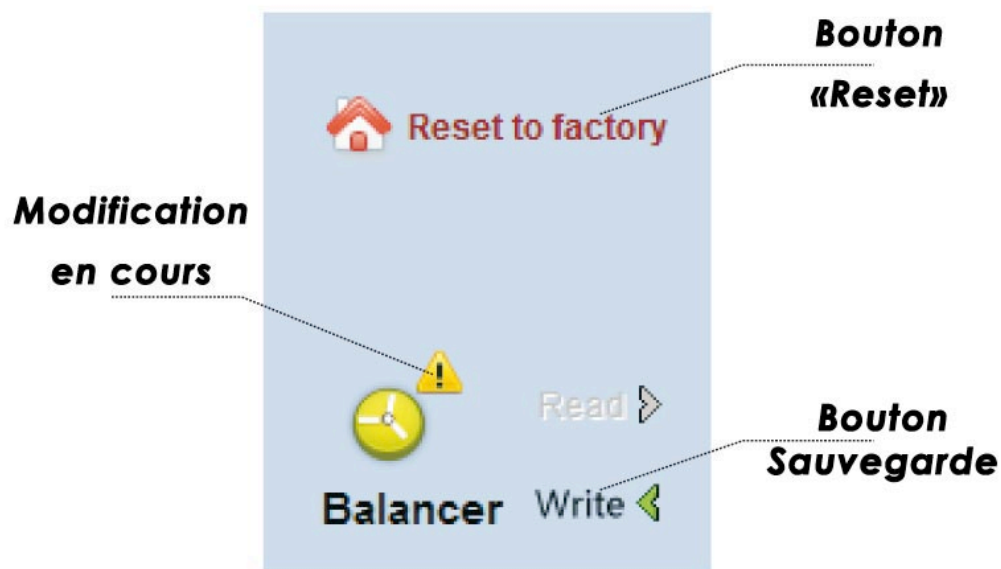 Bouton
«Reset»
Reset to factory
Modification
en cours
Read
Bouton
Sauvegarde
Balancer
Write